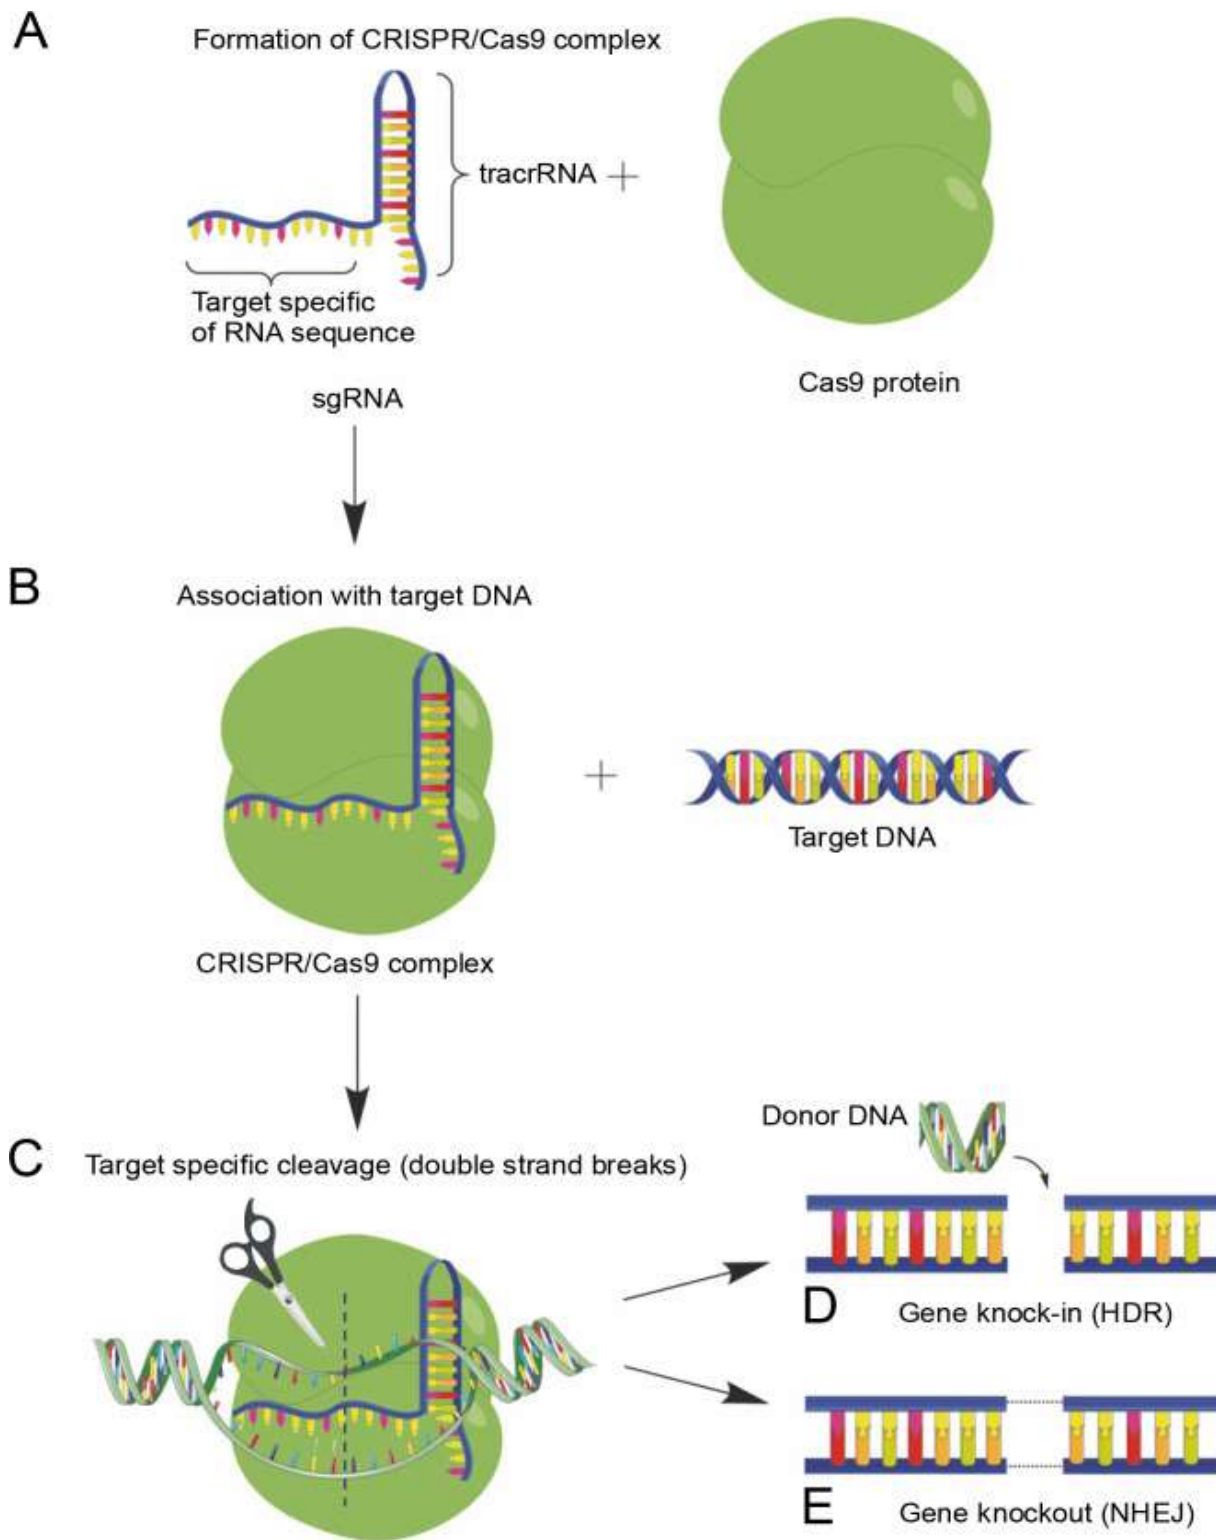 A
Formation of CRISPR/Cas9 complex
tracrRNA
+
Target specific
of RNA sequence
sgRNA
Cas9 protein
B
Association with target DNA
+
Target DNA
CRISPR/Cas9 complex
C
Target specific cleavage (double strand breaks)
Donor DNA
D
Gene knock-in (HDR)
E
Gene knockout (NHEJ)